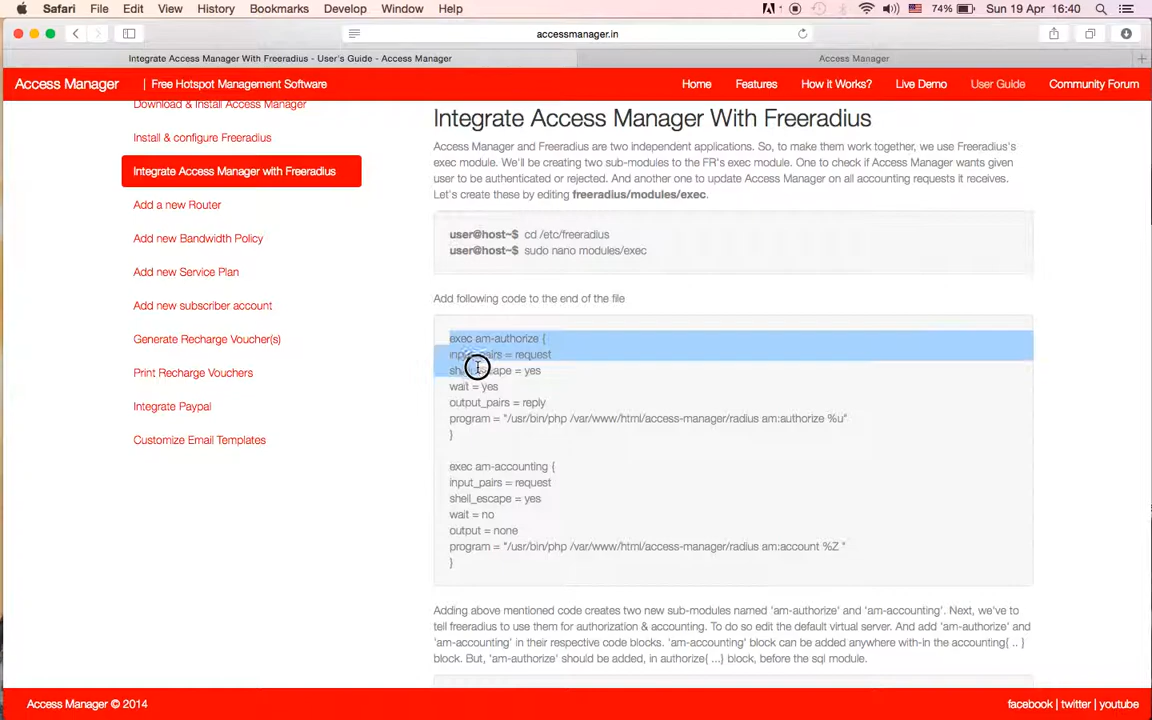 Safari File Edit View History Bookmarks Develop Window Help 74% Sun 19 Apr 16:40
accessmanager.in
Integrate Access Manager With Freeradius - User's Guide - Access Manager Access Manager
Access Manager | Free Hotspot Management Software Home Features How it Works? Live Demo User Guide Community Forum
Download & Install Access Manager
Install & configure Freeradius
Integrate Access Manager with Freeradius
Add a new Router
Add new Bandwidth Policy
Add new Service Plan
Add new subscriber account
Generate Recharge Voucher(s)
Print Recharge Vouchers
Integrate Paypal
Customize Email Templates
Integrate Access Manager With Freeradius
Access Manager and Freeradius are two independent applications. So, to make them work together, we use Freeradius's
exec module. We'll be creating two sub-modules to the FR's exec module. One to check if Access Manager wants given
user to be authenticated or rejected. And another one to update Access Manager on all accounting requests it receives.
Let's create these by editing freeradius/modules/exec.
user@host~$ cd /etc/freeradius
user@host~$ sudo nano modules/exec
Add following code to the end of the file
exec am-authorize {
input_pairs = request
shell_escape = yes
wait = yes
output_pairs = reply
program = "/usr/bin/php /var/www/html/access-manager/radius am:authorize %u"
}
exec am-accounting {
input_pairs = request
shell_escape = yes
wait = no
output = none
program = "/usr/bin/php /var/www/html/access-manager/radius am:account %Z "
}
Adding above mentioned code creates two new sub-modules named 'am-authorize' and 'am-accounting'. Next, we've to
tell freeradius to use them for authorization & accounting. To do so edit the default virtual server. And add 'am-authorize' and
'am-accounting' in their respective code blocks. 'am-accounting' block can be added anywhere with-in the accounting{ .. }
block. But, 'am-authorize' should be added, in authorize{ ...} block, before the sql module.
Access Manager © 2014 facebook | twitter | youtube